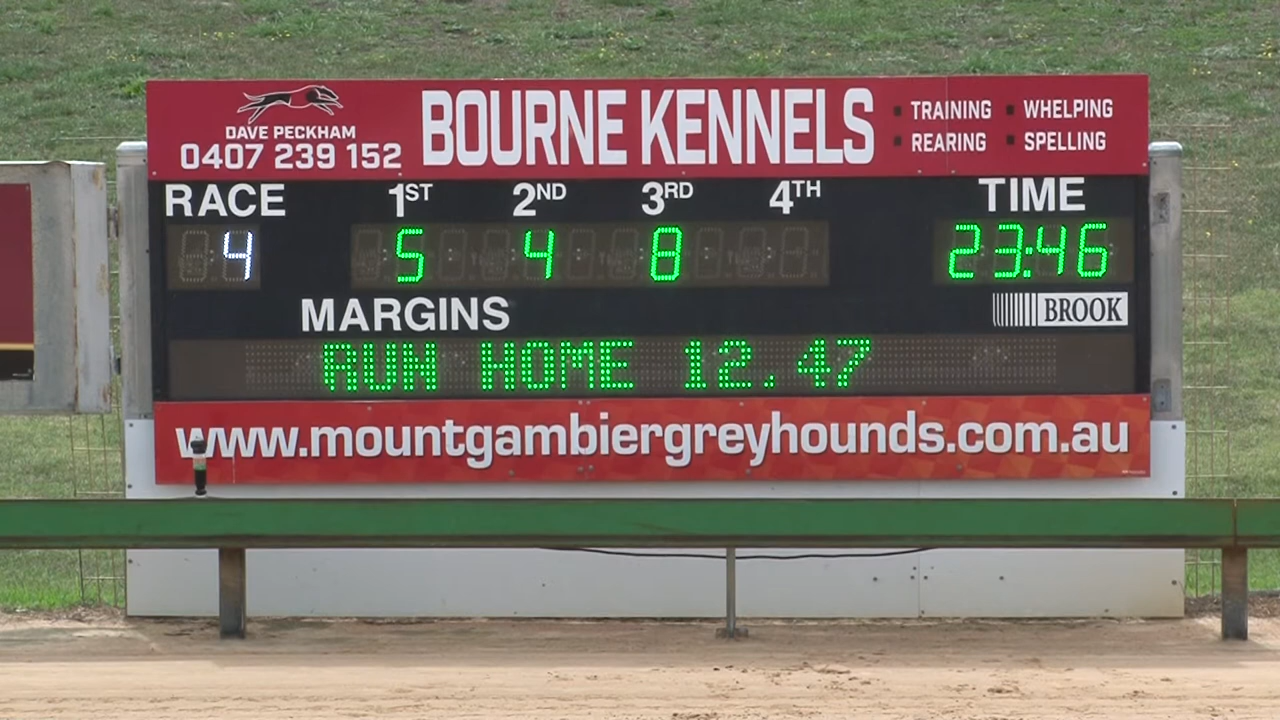 DAVE PECKHAM
0407 239 152
BOURNE KENNELS
TRAINING WHELPING
REARING SPELLING
RACE 1ST 2ND 3RD 4TH TIME
4 5 4 8 23:46
MARGINS
BROOK
RUN HOME 12.47
www.mountgambiergreyhounds.com.au